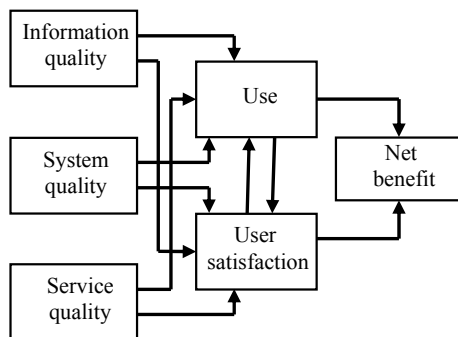 Information
quality
Use
System
quality
Net
benefit
User
satisfaction
Service
quality